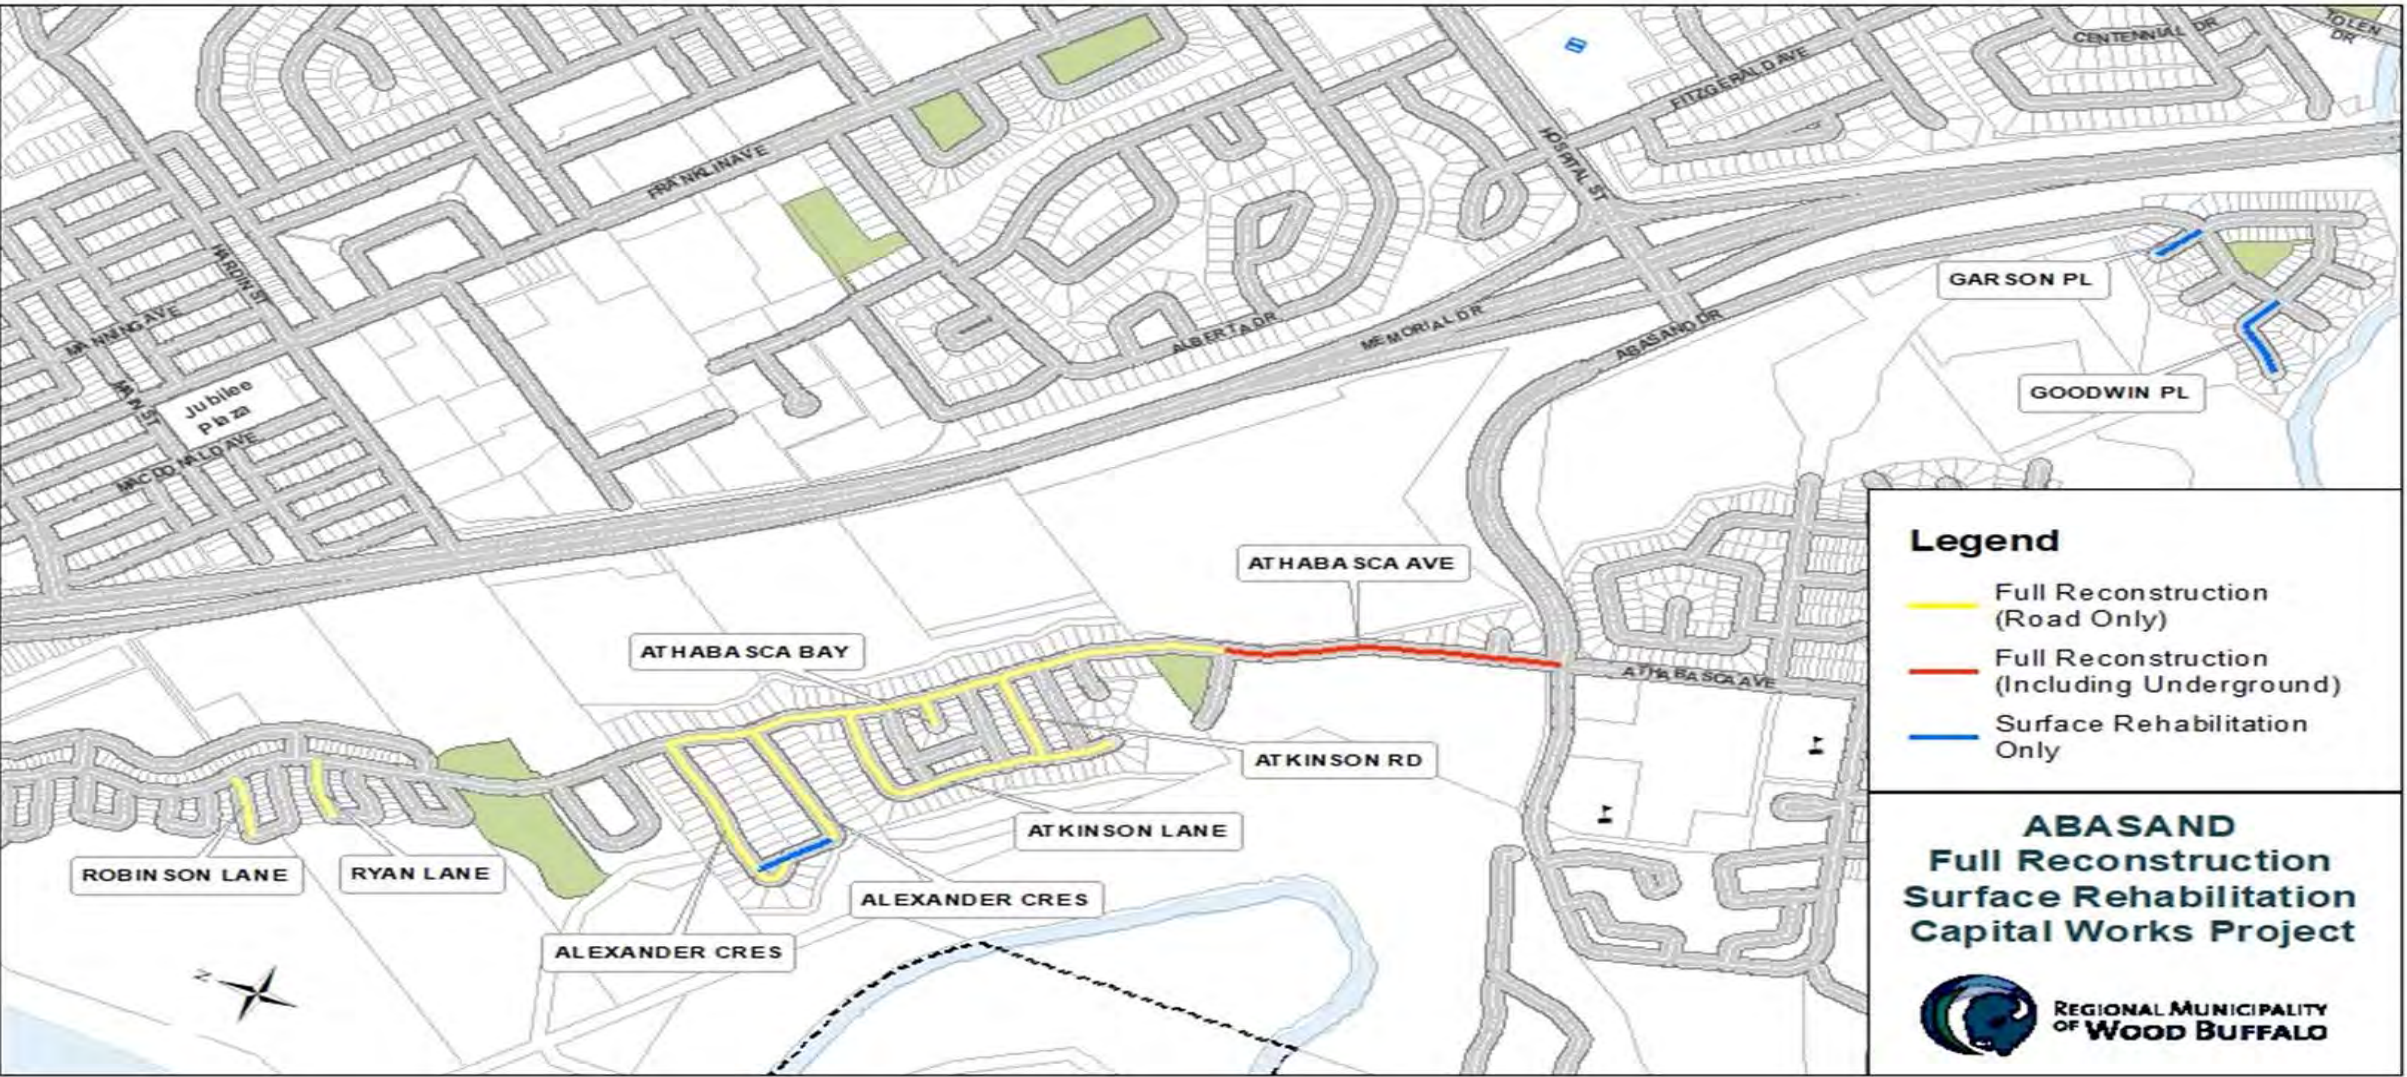 TOLEN
DR
CENTENNIAL DR
FITZGERALD AVE
HOSPITAL ST
FRANKLIN AVE
HARDIN ST
MANNING AVE
MAIN ST
Jubilee
Plaza
MACDONALD AVE
ALBERTA DR
MEMORIAL DR
ABASAND DR
GARSON PL
GOODWIN PL
ATHABASCA AVE
ATHABASCA BAY
ATHABASCA AVE
ATKINSON RD
ATKINSON LANE
ROBINSON LANE
RYAN LANE
ALEXANDER CRES
ALEXANDER CRES
N
Legend
Full Reconstruction
(Road Only)
Full Reconstruction
(Including Underground)
Surface Rehabilitation
Only
ABASAND
Full Reconstruction
Surface Rehabilitation
Capital Works Project
REGIONAL MUNICIPALITY
OF WOOD BUFFALO